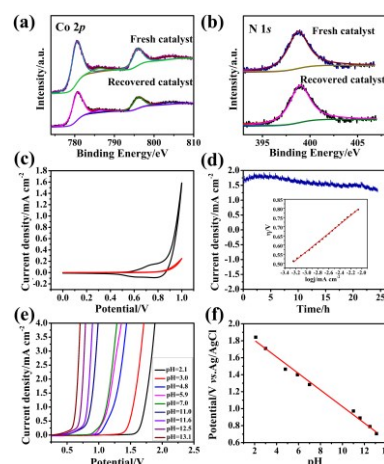 (a)
Co 2p
Fresh catalyst
Recovered catalyst
Intensity/a.u.
780 790 800 810
Binding Energy/eV
(b)
N 1s
Fresh catalyst
Recovered catalyst
Intensity/a.u.
395 400 405
Binding Energy/eV
(c)
Current density/mA cm-2
1.8
1.6
1.4
1.2
1.0
0.8
0.6
0.4
0.2
0.0
-0.2
0.0 0.2 0.4 0.6 0.8 1.0
Potential/V
(d)
Current density/mA cm-2
2.0
1.5
1.0
0.5
0.0
-0.5
-1.0
0 5 10 15 20 25
Time/h
η/V
(e)
Current density/mA cm-2
4.0
3.5
3.0
2.5
2.0
1.5
1.0
0.5
0.0
0.5 1.0 1.5 2.0 2.5
Potential/V
pH=2.1
pH=3.0
pH=4.8
pH=5.9
pH=7.0
pH=11.0
pH=11.6
pH=12.5
pH=13.1
(f)
Potential/V vs.Ag/AgCl
2.0
1.8
1.6
1.4
1.2
1.0
0.8
0.6
0 2 4 6 8 10 12
pH